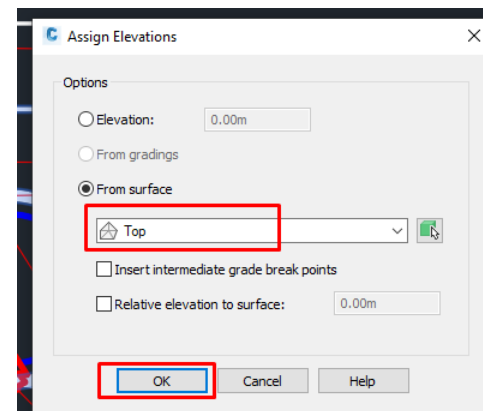 Assign Elevations
Options
Elevation: 0.00m
From gradings
From surface
Top
Insert intermediate grade break points
Relative elevation to surface: 0.00m
OK Cancel Help